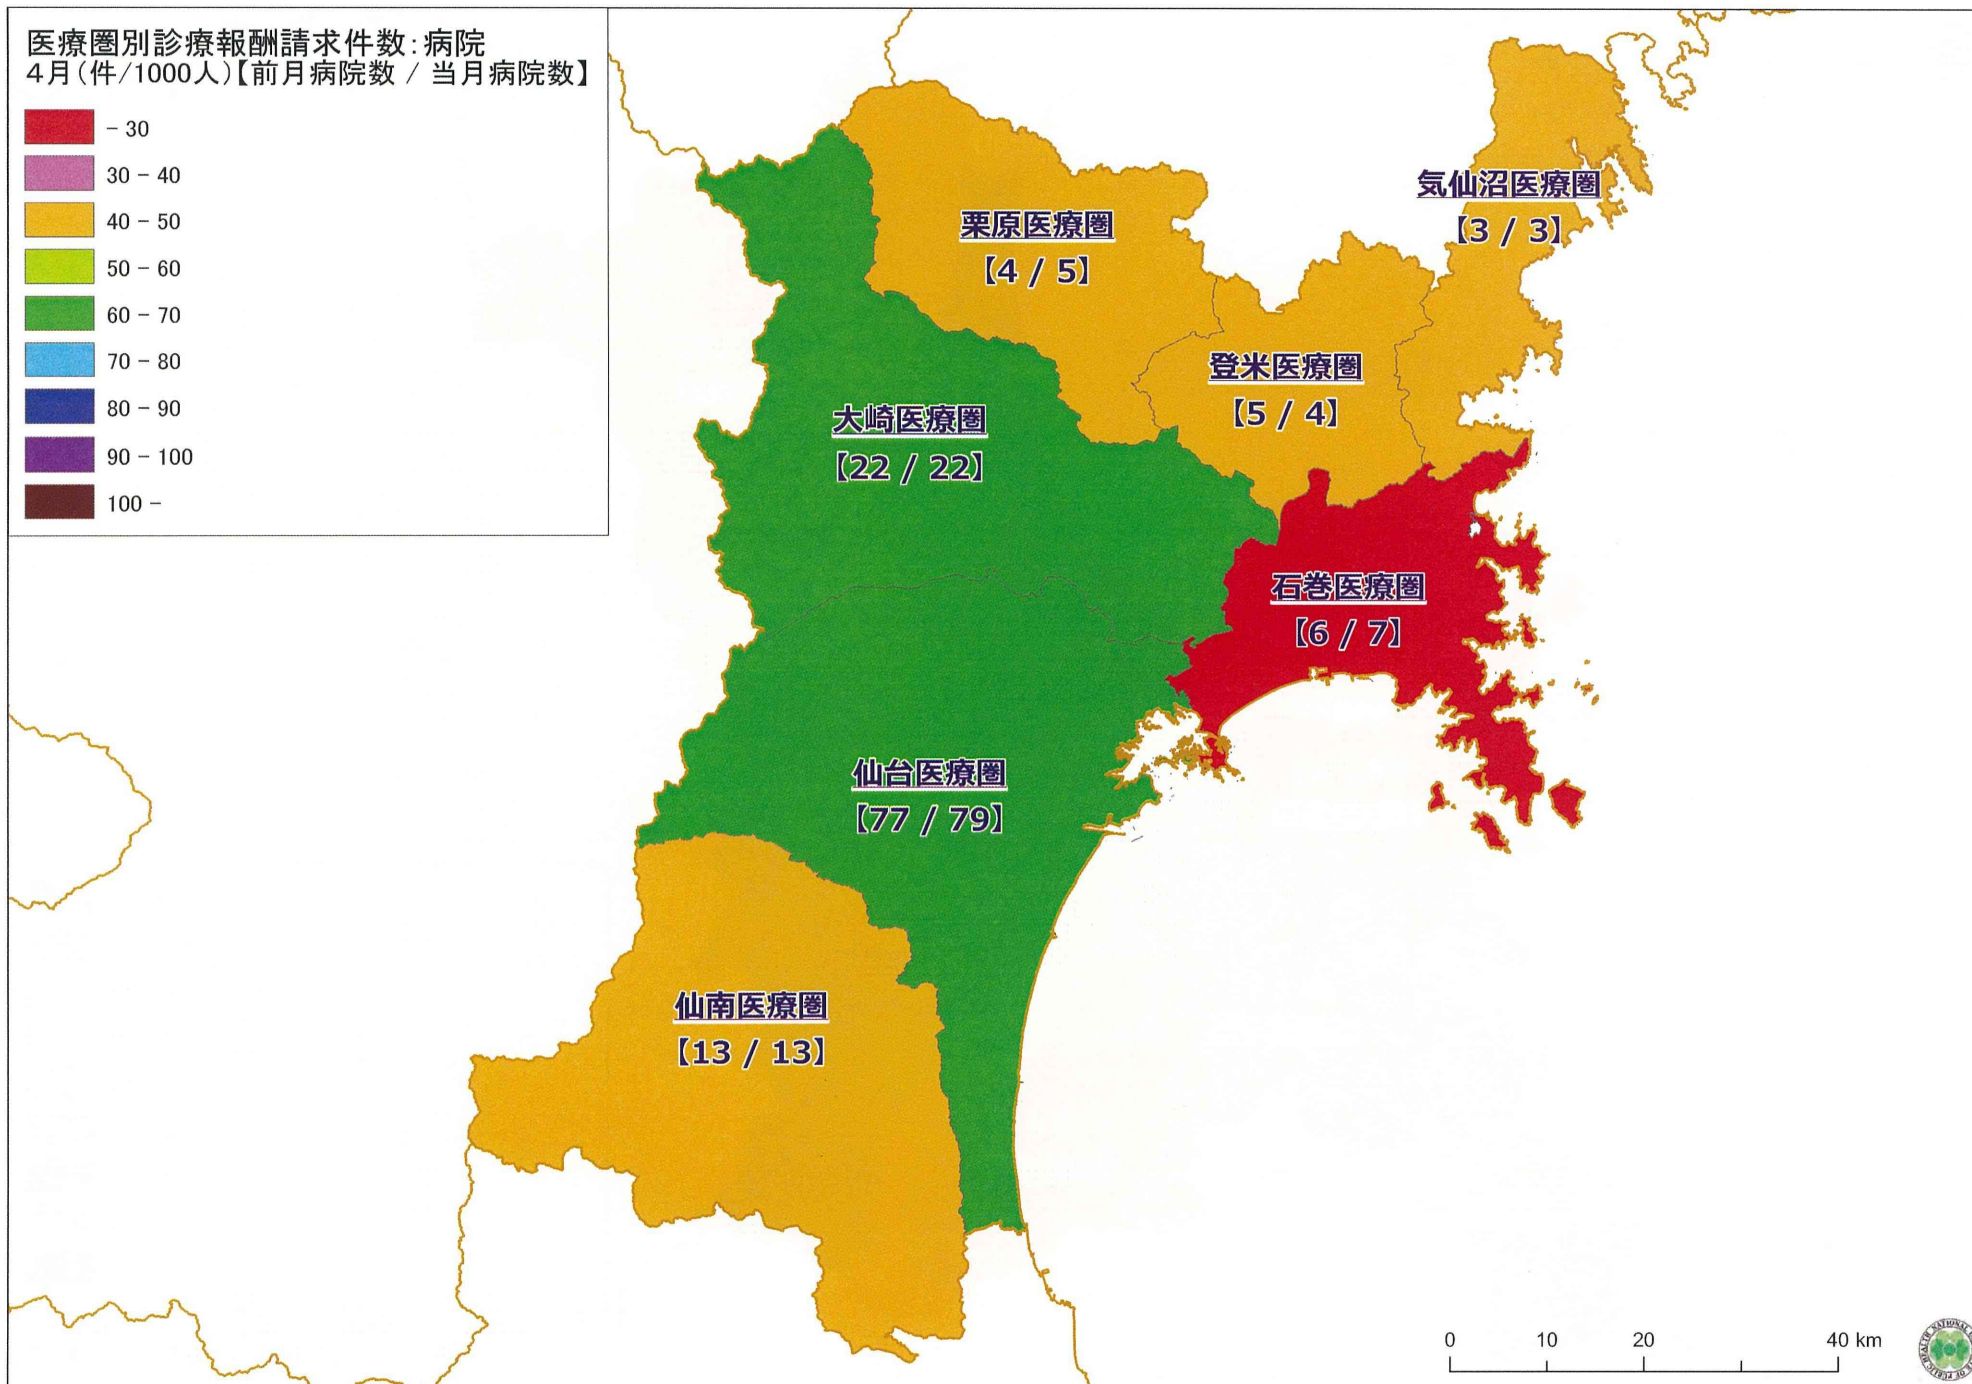 医療圏別診療報酬請求件数：病院
4月（件/1000人）【前月病院数 / 当月病院数】
- 30
30 - 40
40 - 50
50 - 60
60 - 70
70 - 80
80 - 90
90 - 100
100 -
気仙沼医療圏
【3 / 3】
栗原医療圏
【4 / 5】
登米医療圏
【5 / 4】
大崎医療圏
【22 / 22】
石巻医療圏
【6 / 7】
仙台医療圏
【77 / 79】
仙南医療圏
【13 / 13】
0 10 20 40 km